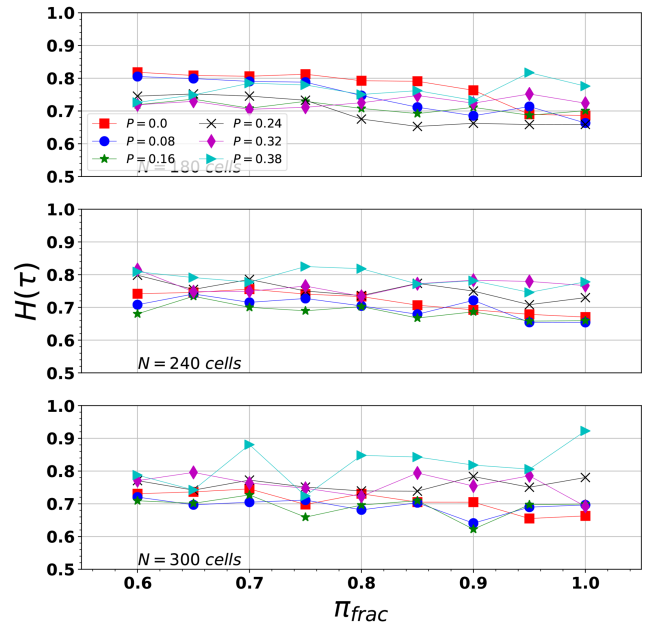 1.0
0.9
0.8
0.7
0.6
0.5
P = 0.0
P = 0.08
P = 0.16
P = 0.24
P = 0.32
P = 0.38
N = 180 cells
1.0
0.9
0.8
0.7
0.6
0.5
N = 240 cells
H(τ)
1.0
0.9
0.8
0.7
0.6
0.5
N = 300 cells
0.6 0.7 0.8 0.9 1.0
π_frac